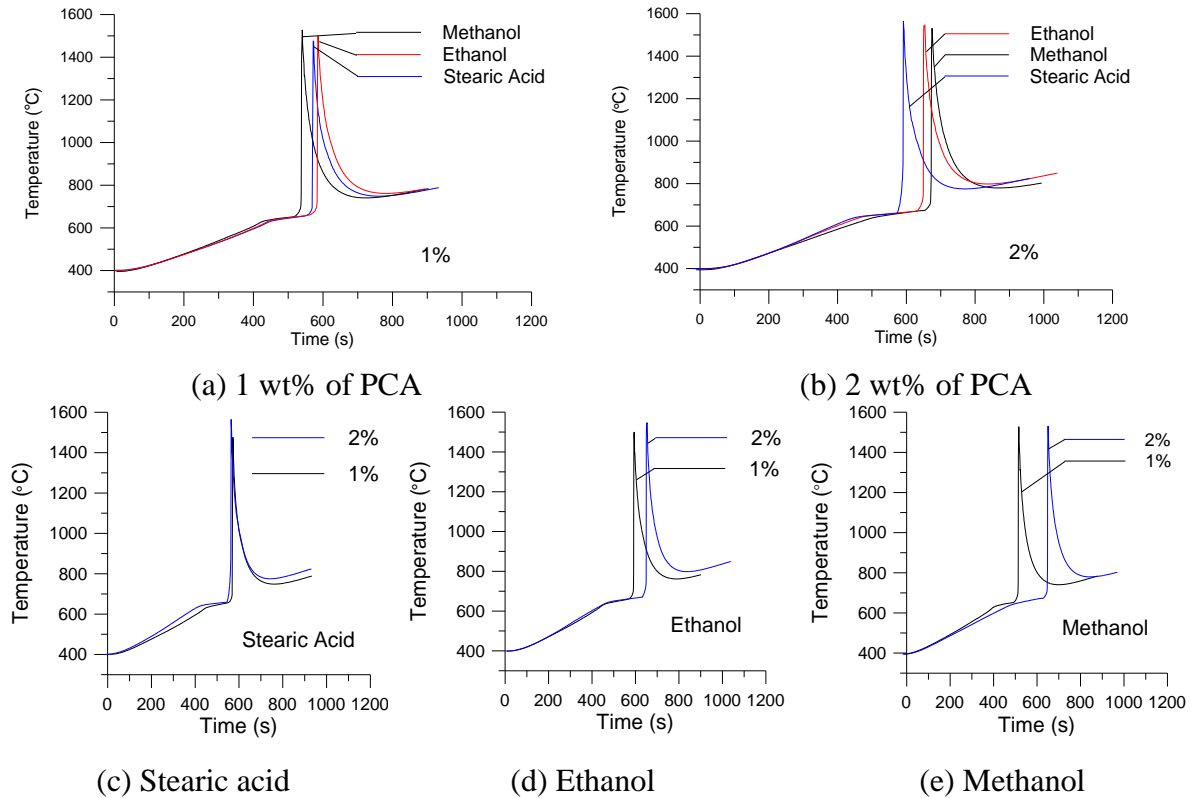 1600
1400
1200
1000
800
600
400
Temperature (°C)
0 200 400 600 800 1000 1200
Time (s)
Methanol
Ethanol
Stearic Acid
1%
(a) 1 wt% of PCA
1600
1400
1200
1000
800
600
400
Temperature (°C)
0 200 400 600 800 1000 1200
Time (s)
Ethanol
Methanol
Stearic Acid
2%
(b) 2 wt% of PCA
1600
1400
1200
1000
800
600
400
Temperature (°C)
0 200 400 600 800 1000 1200
Time (s)
2%
1%
Stearic Acid
(c) Stearic acid
1600
1400
1200
1000
800
600
400
Temperature (°C)
0 200 400 600 800 1000 1200
Time (s)
2%
1%
Ethanol
(d) Ethanol
1600
1400
1200
1000
800
600
400
Temperature (°C)
0 200 400 600 800 1000 1200
Time (s)
2%
1%
Methanol
(e) Methanol